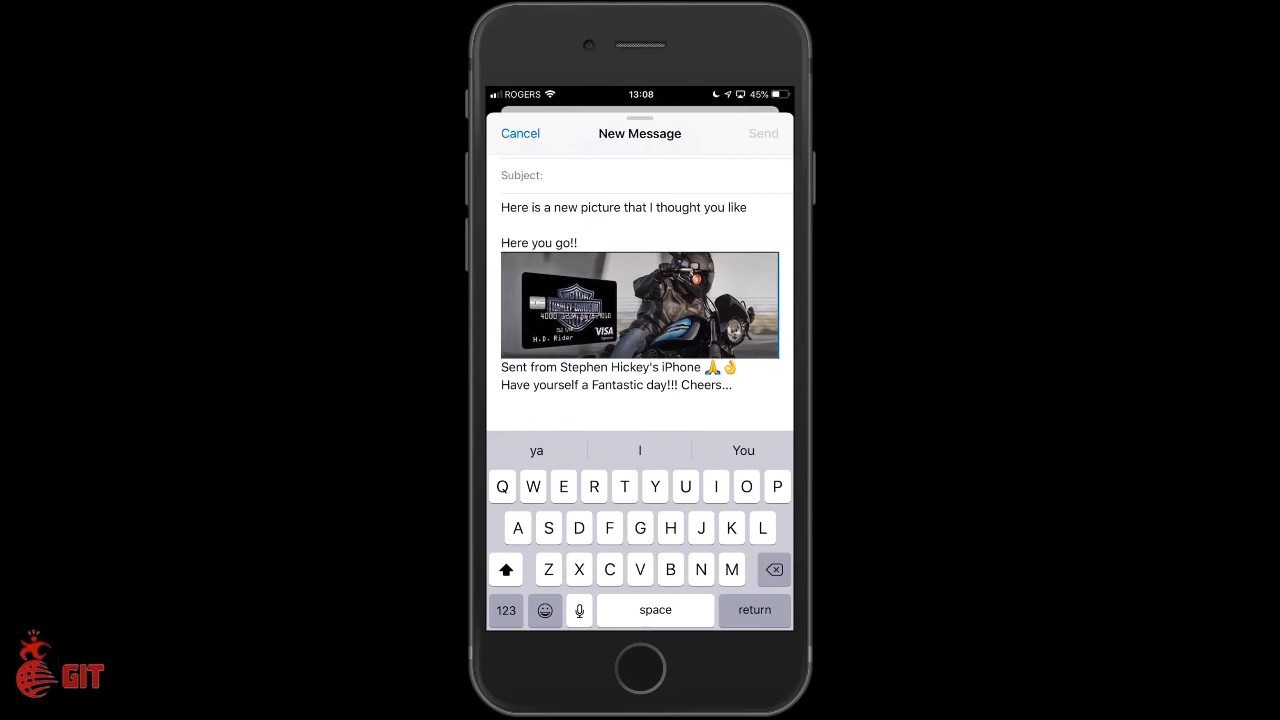 ROGERS 13:08 45%
Cancel New Message Send
Subject:
Here is a new picture that I thought you like
Here you go!!
HARLEY-DAVIDSON
VISA
H.D. Rider
Sent from Stephen Hickey's iPhone 🙏👌
Have yourself a Fantastic day!!! Cheers...
ya I You
Q W E R T Y U I O P
A S D F G H J K L
Z X C V B N M
123 space return
GIT